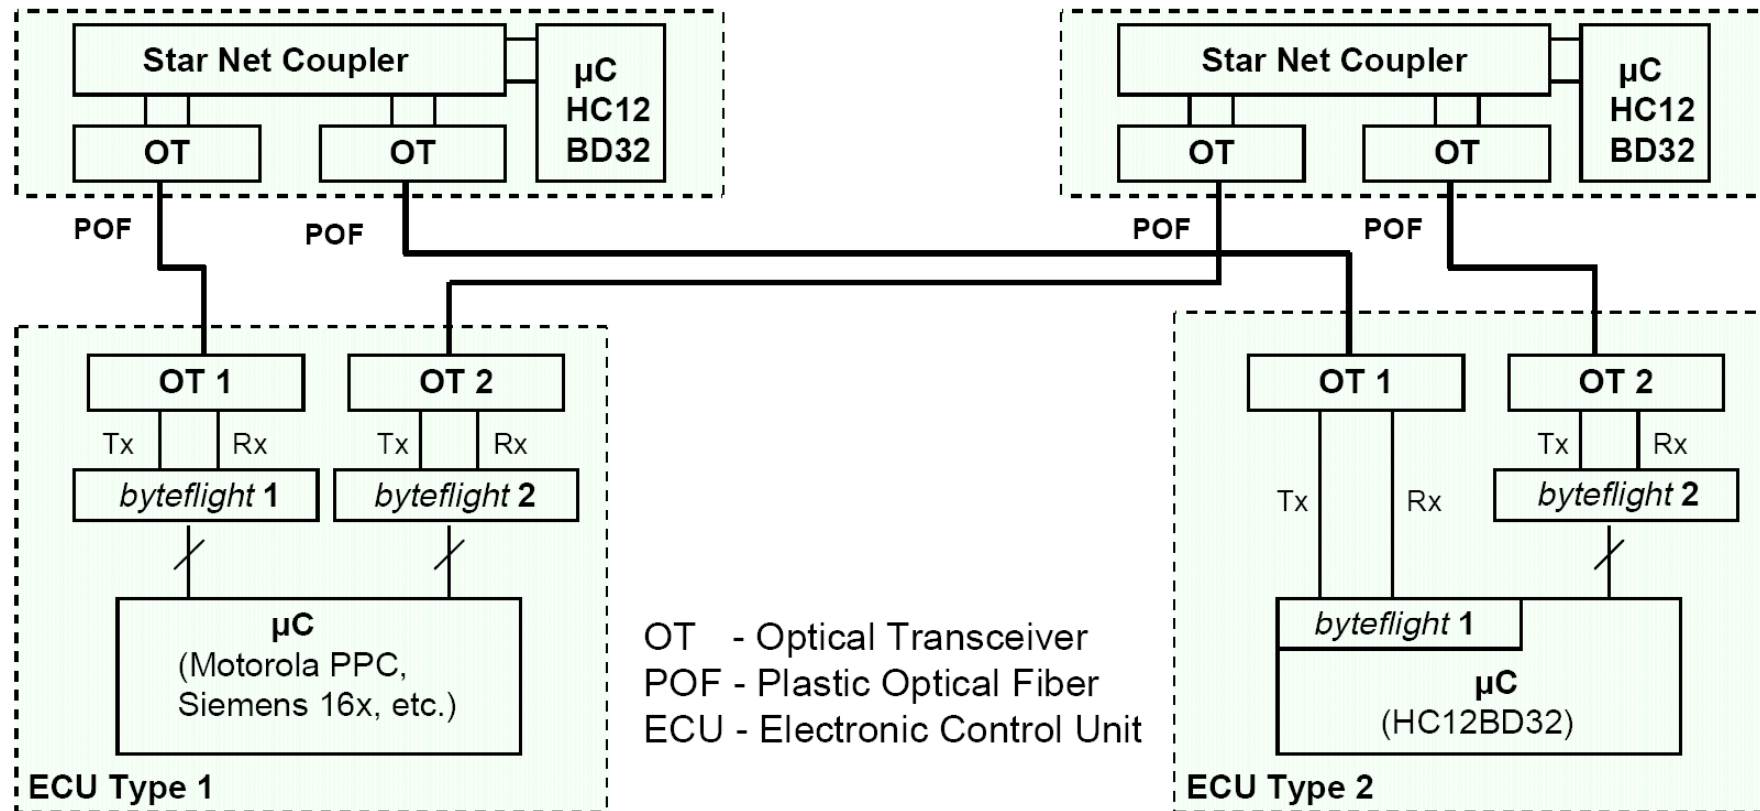 Star Net Coupler
µC
HC12
BD32
OT
OT
Star Net Coupler
µC
HC12
BD32
OT
OT
POF
POF
POF
POF
OT 1
OT 2
Tx
Rx
Tx
Rx
byteflight 1
byteflight 2
µC
(Motorola PPC,
Siemens 16x, etc.)
ECU Type 1
OT - Optical Transceiver
POF - Plastic Optical Fiber
ECU - Electronic Control Unit
OT 1
OT 2
Tx
Rx
Tx
Rx
byteflight 2
byteflight 1
µC
(HC12BD32)
ECU Type 2